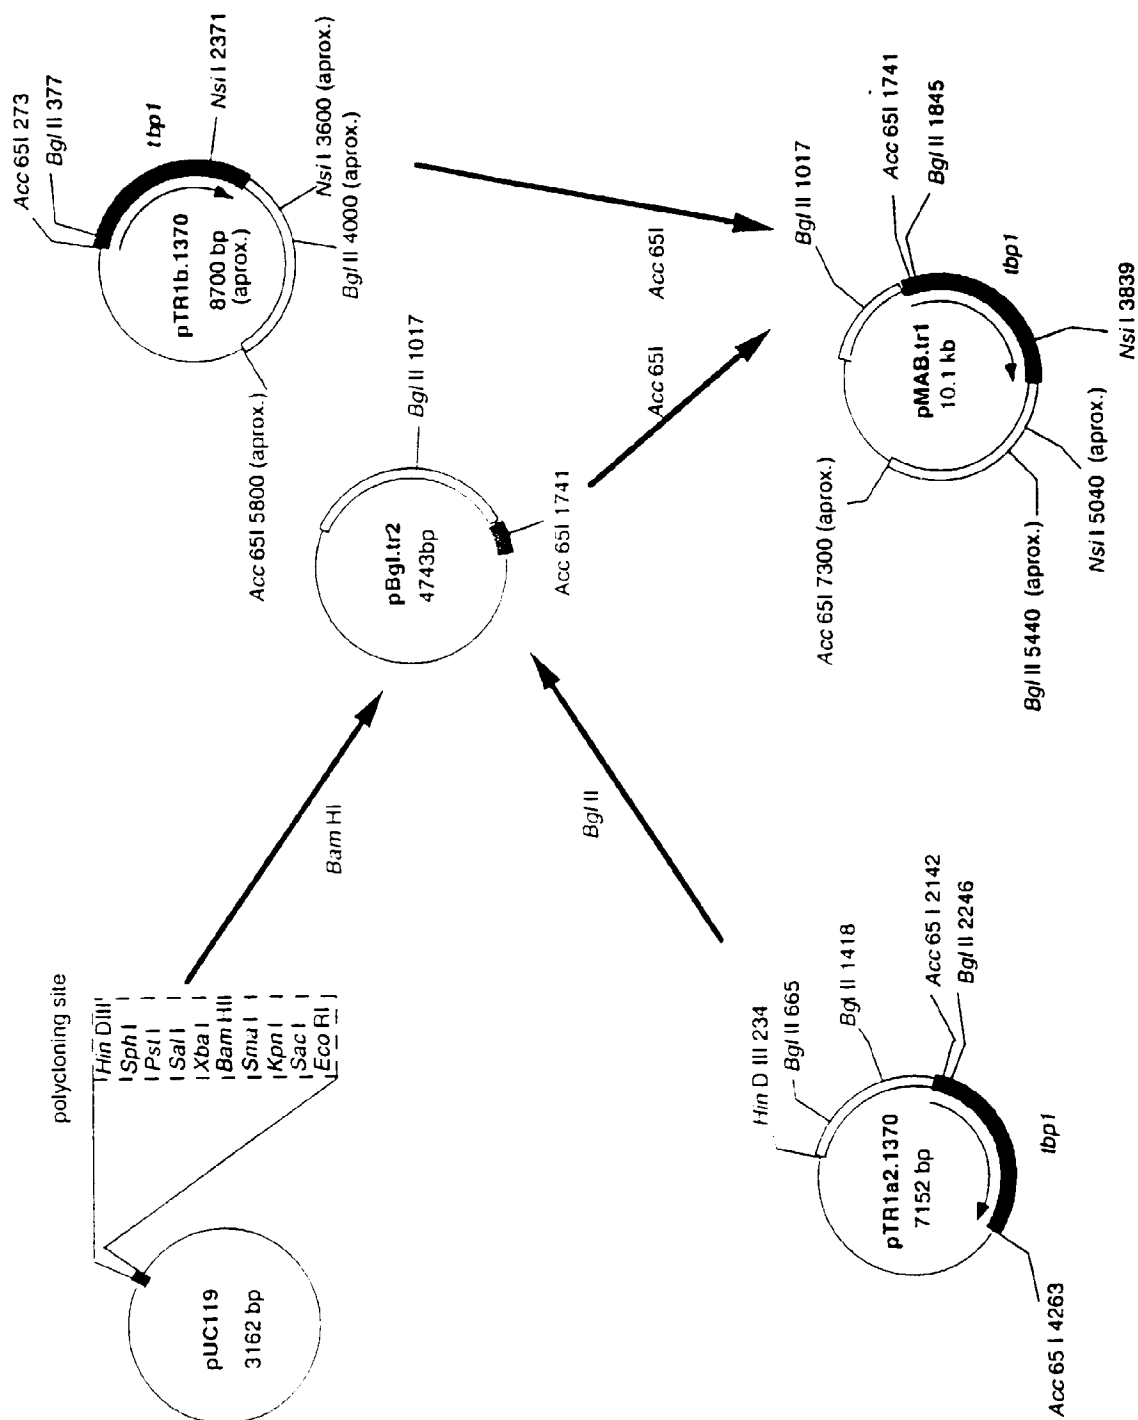 polycloning site
Hin DIII
Sph I
Pst I
Sal I
Xba I
Bam HII
Sma I
Kpn I
Sac I
Eco RI
pUC119
3162 bp
Bam HI
Hin D III 234
Bgl II 665
Bgl II 1418
Acc 65 I 2142
Bgl II 2246
pTR1a2.1370
7152 bp
tbp1
Acc 65 I 4263
Bgl II
pBgl.tr2
4743bp
Bgl II 1017
Acc 65I 1741
Acc 65I 273
Bgl II 377
tbp1
Nsi I 2371
pTR1b.1370
8700 bp
(aprox.)
Nsi I 3600 (aprox.)
Bgl II 4000 (aprox.)
Acc 65I 5800 (aprox.)
Acc 65I
Acc 65I
Bgl II 1017
Acc 65I 1741
Bgl II 1845
pMAB.tr1
10.1 kb
tbp1
Nsi I 3839
Nsi I 5040 (aprox.)
Bgl II 5440 (aprox.)
Acc 65I 7300 (aprox.)